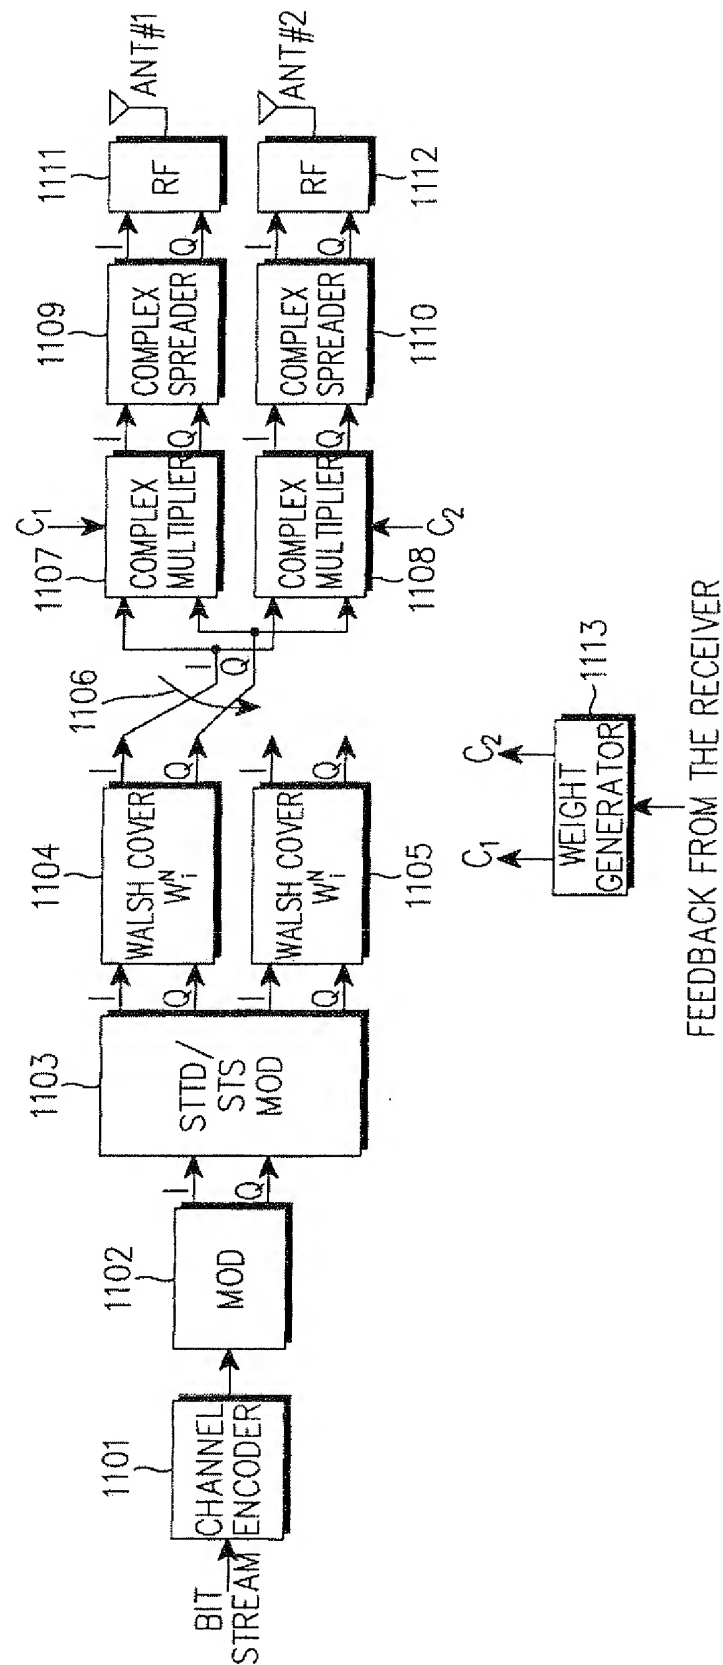 BIT
STREAM
1101
CHANNEL
ENCODER
1102
MOD
I
Q
1103
STTD/
STS
MOD
I
Q
I
Q
1104
WALSH COVER
W_i^N
1105
WALSH COVER
W_i^N
I
Q
I
Q
1106
I
Q
C1
1107
COMPLEX
MULTIPLIER
C2
1108
COMPLEX
MULTIPLIER
I
Q
I
Q
1109
COMPLEX
SPREADER
1110
COMPLEX
SPREADER
I
Q
I
Q
1111
RF
ANT#1
1112
RF
ANT#2
C1
C2
1113
WEIGHT
GENERATOR
FEEDBACK FROM THE RECEIVER